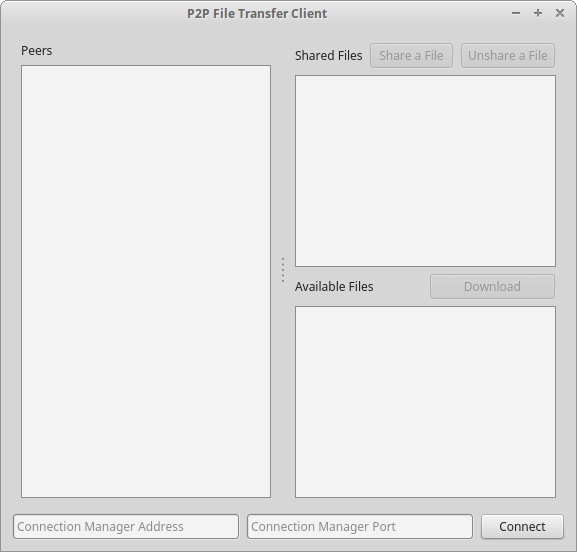 P2P File Transfer Client
Peers
Shared Files
Share a File
Unshare a File
Available Files
Download
Connection Manager Address
Connection Manager Port
Connect